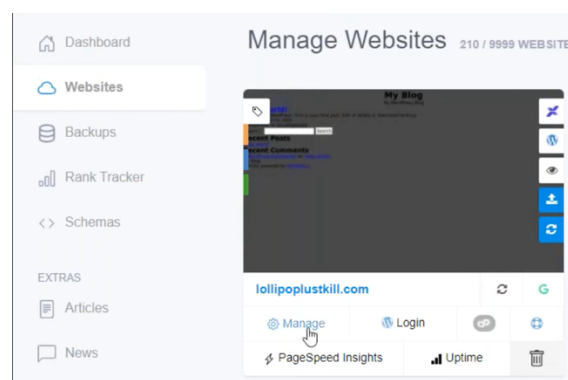 Dashboard
Manage Websites 210 / 9999 WEBSITE
Websites
My Blog
Backups
Search
Recent Posts
Recent Comments
Rank Tracker
Schemas
EXTRAS
lollipoplustkill.com
G
Articles
Manage
Login
News
PageSpeed Insights
Uptime